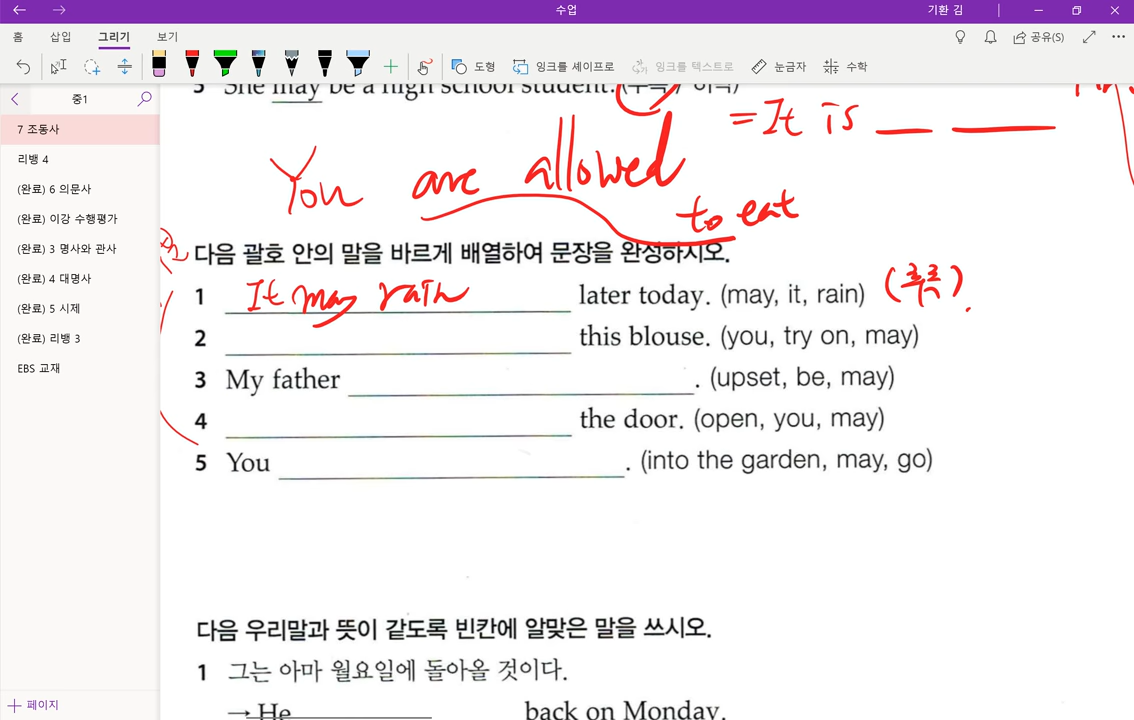 수업
기환 김
홈 삽입 그리기 보기
공유(S)
도형 잉크를 셰이프로 잉크를 텍스트로 눈금자 수학
중1
7 조동사
리뱅 4
(완료) 6 의문사
(완료) 이강 수행평가
(완료) 3 명사와 관사
(완료) 4 대명사
(완료) 5 시제
(완료) 리뱅 3
EBS 교재
페이지
She may be a high school student.
= It is
You are allowed
to eat
다음 괄호 안의 말을 바르게 배열하여 문장을 완성하시오.
1 It may rain later today. (may, it, rain) (추측).
2 this blouse. (you, try on, may)
3 My father . (upset, be, may)
4 the door. (open, you, may)
5 You . (into the garden, may, go)
다음 우리말과 뜻이 같도록 빈칸에 알맞은 말을 쓰시오.
1 그는 아마 월요일에 돌아올 것이다.
→ He back on Monday.